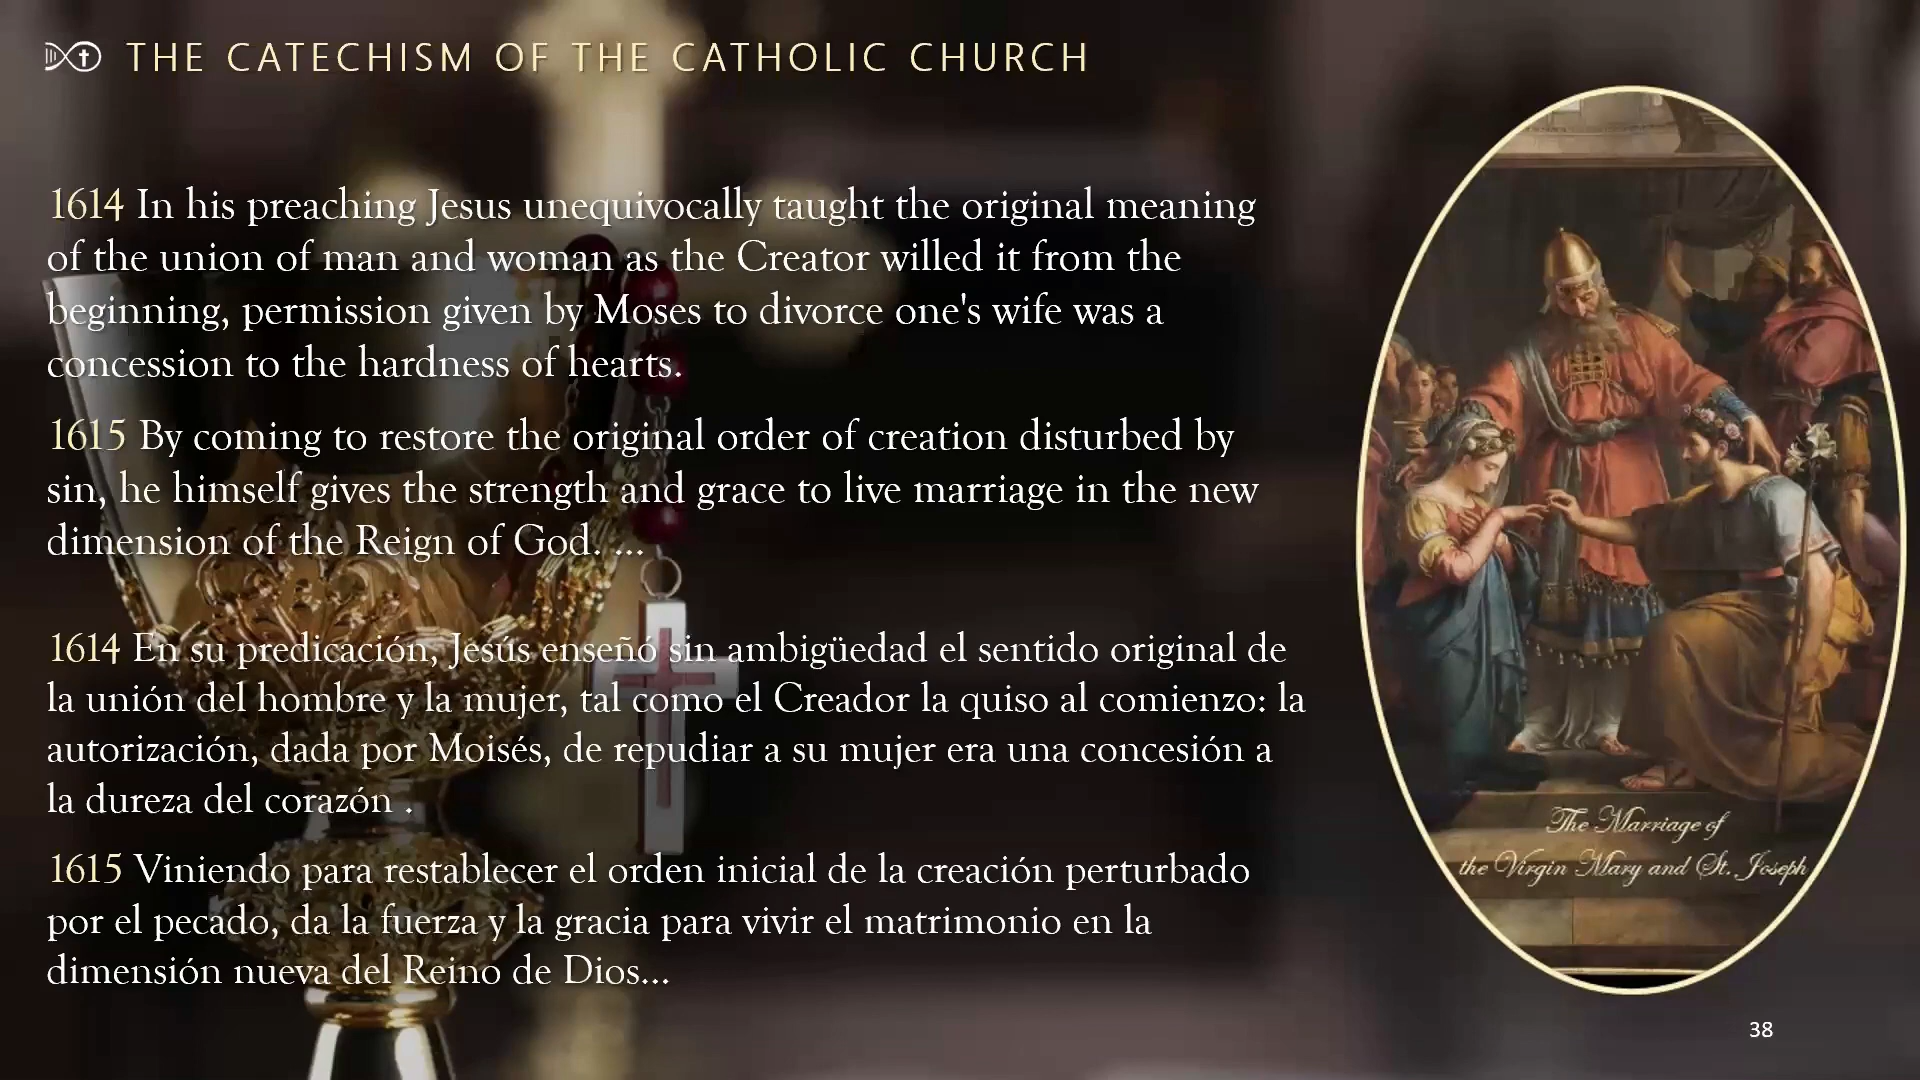 THE CATECHISM OF THE CATHOLIC CHURCH
1614 In his preaching Jesus unequivocally taught the original meaning
of the union of man and woman as the Creator willed it from the
beginning, permission given by Moses to divorce one's wife was a
concession to the hardness of hearts.
1615 By coming to restore the original order of creation disturbed by
sin, he himself gives the strength and grace to live marriage in the new
dimension of the Reign of God. ...
1614 En su predicación, Jesús enseñó sin ambigüedad el sentido original de
la unión del hombre y la mujer, tal como el Creador la quiso al comienzo: la
autorización, dada por Moisés, de repudiar a su mujer era una concesión a
la dureza del corazón .
1615 Viniendo para restablecer el orden inicial de la creación perturbado
por el pecado, da la fuerza y la gracia para vivir el matrimonio en la
dimensión nueva del Reino de Dios...
The Marriage of
the Virgin Mary and St. Joseph
38